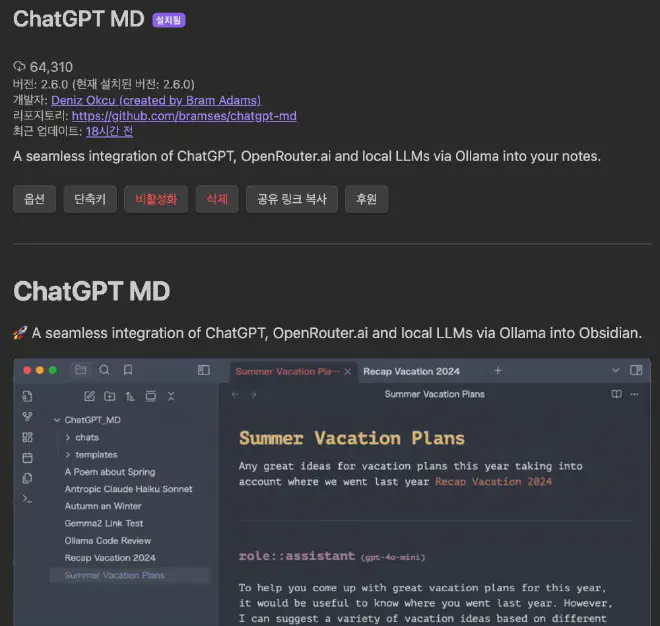 ChatGPT MD 설치됨
64,310
버전: 2.6.0 (현재 설치된 버전: 2.6.0)
개발자: Deniz Okcu (created by Bram Adams)
리포지토리: https://github.com/bramses/chatgpt-md
최근 업데이트: 18시간 전
A seamless integration of ChatGPT, OpenRouter.ai and local LLMs via Ollama into your notes.
옵션 단축키 비활성화 삭제 공유 링크 복사 후원
ChatGPT MD
🚀 A seamless integration of ChatGPT, OpenRouter.ai and local LLMs via Ollama into Obsidian.
Summer Vacation Pla··· × Recap Vacation 2024 +
Summer Vacation Plans
ChatGPT_MD
chats
templates
A Poem about Spring
Antropic Claude Haiku Sonnet
Autumn an Winter
Gemma2 Link Test
Ollama Code Review
Recap Vacation 2024
Summer Vacation Plans
Summer Vacation Plans
Any great ideas for vacation plans this year taking into
account where we went last year Recap Vacation 2024
role::assistant (gpt-4o-mini)
To help you come up with great vacation plans for this year,
it would be useful to know where you went last year. However,
I can suggest a variety of vacation ideas based on different